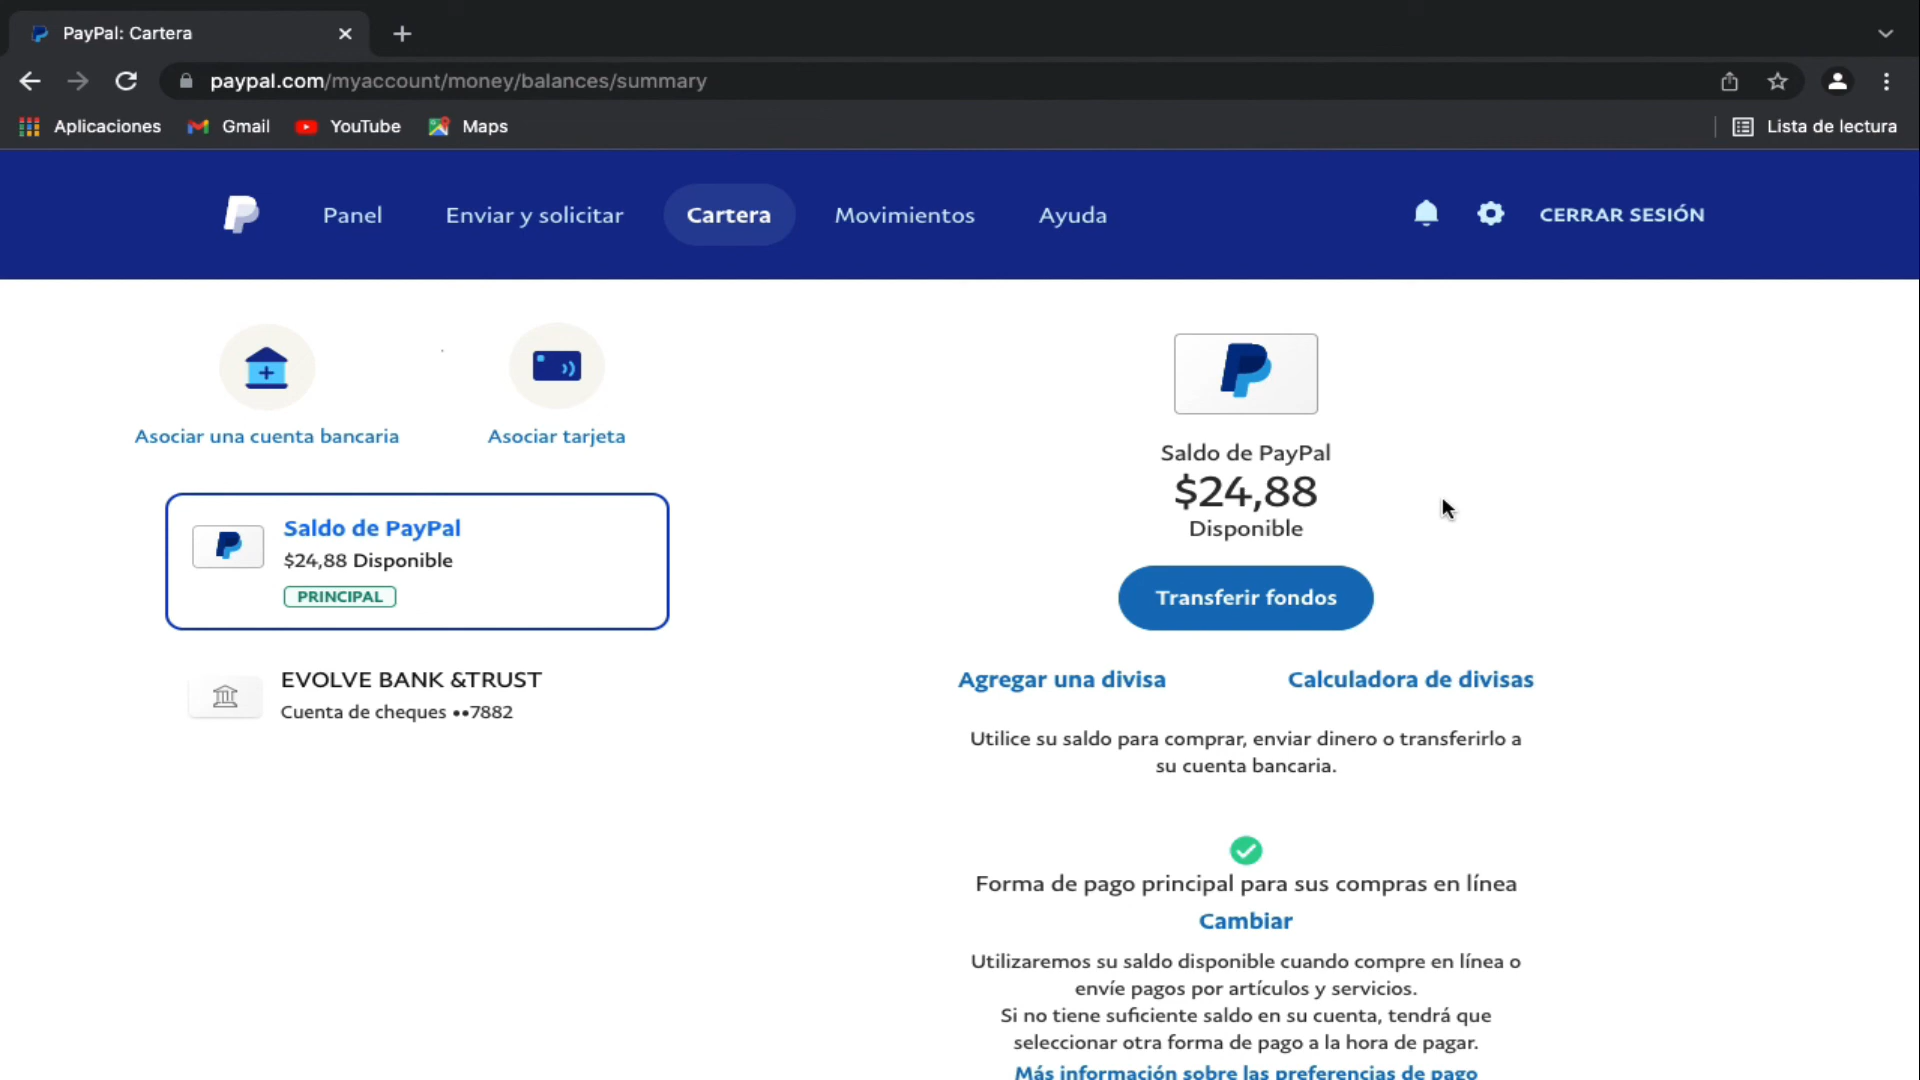 PayPal: Cartera
paypal.com/myaccount/money/balances/summary
Aplicaciones Gmail YouTube Maps Lista de lectura
Panel Enviar y solicitar Cartera Movimientos Ayuda CERRAR SESIÓN
Asociar una cuenta bancaria Asociar tarjeta
Saldo de PayPal
$24,88 Disponible
PRINCIPAL
EVOLVE BANK &TRUST
Cuenta de cheques ••7882
Saldo de PayPal
$24,88
Disponible
Transferir fondos
Agregar una divisa Calculadora de divisas
Utilice su saldo para comprar, enviar dinero o transferirlo a
su cuenta bancaria.
Forma de pago principal para sus compras en línea
Cambiar
Utilizaremos su saldo disponible cuando compre en línea o
envíe pagos por artículos y servicios.
Si no tiene suficiente saldo en su cuenta, tendrá que
seleccionar otra forma de pago a la hora de pagar.
Más información sobre las preferencias de pago